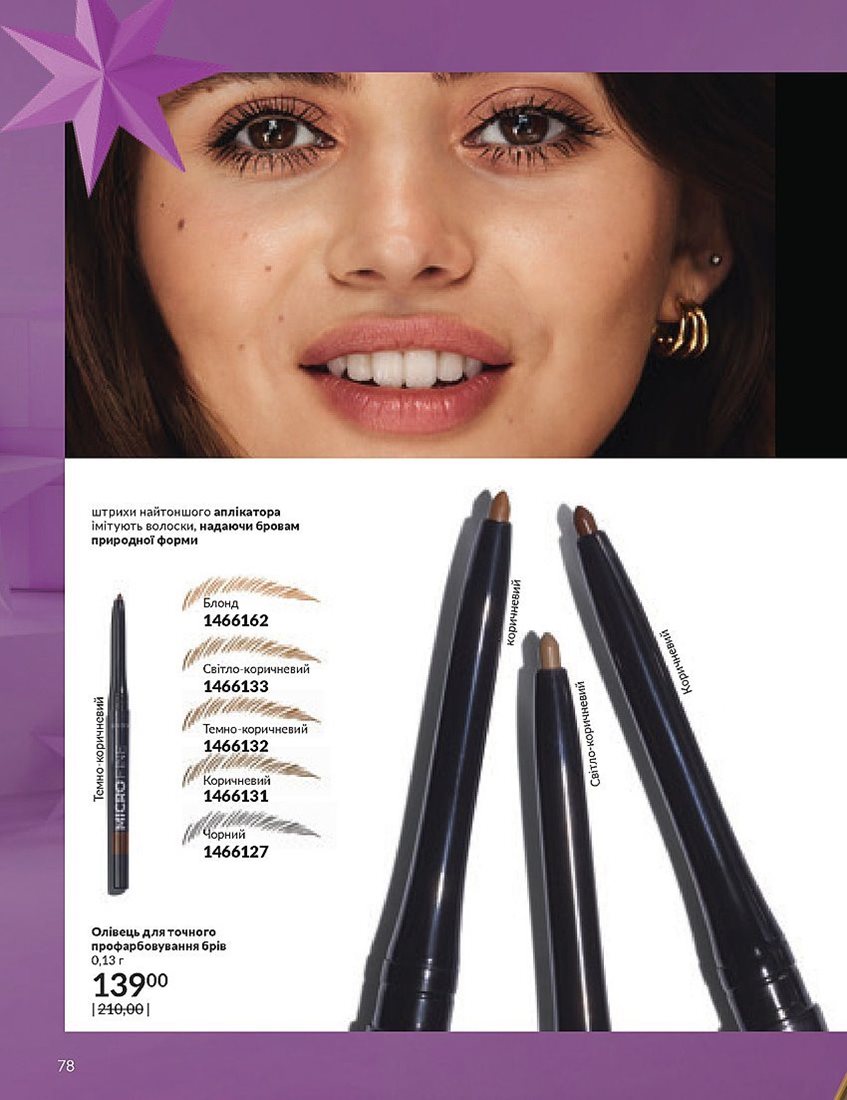 штрихи найтоншого аплікатора
імітують волоски, надаючи бровам
природної форми
Темно-коричневий
MICROFINE
Блонд
1466162
Світло-коричневий
1466133
Темно-коричневий
1466132
Коричневий
1466131
Чорний
1466127
коричневий
Світло-коричневий
Коричневий
Олівець для точного
профарбовування брів
0,13 г
13900
| 210,00 |
78